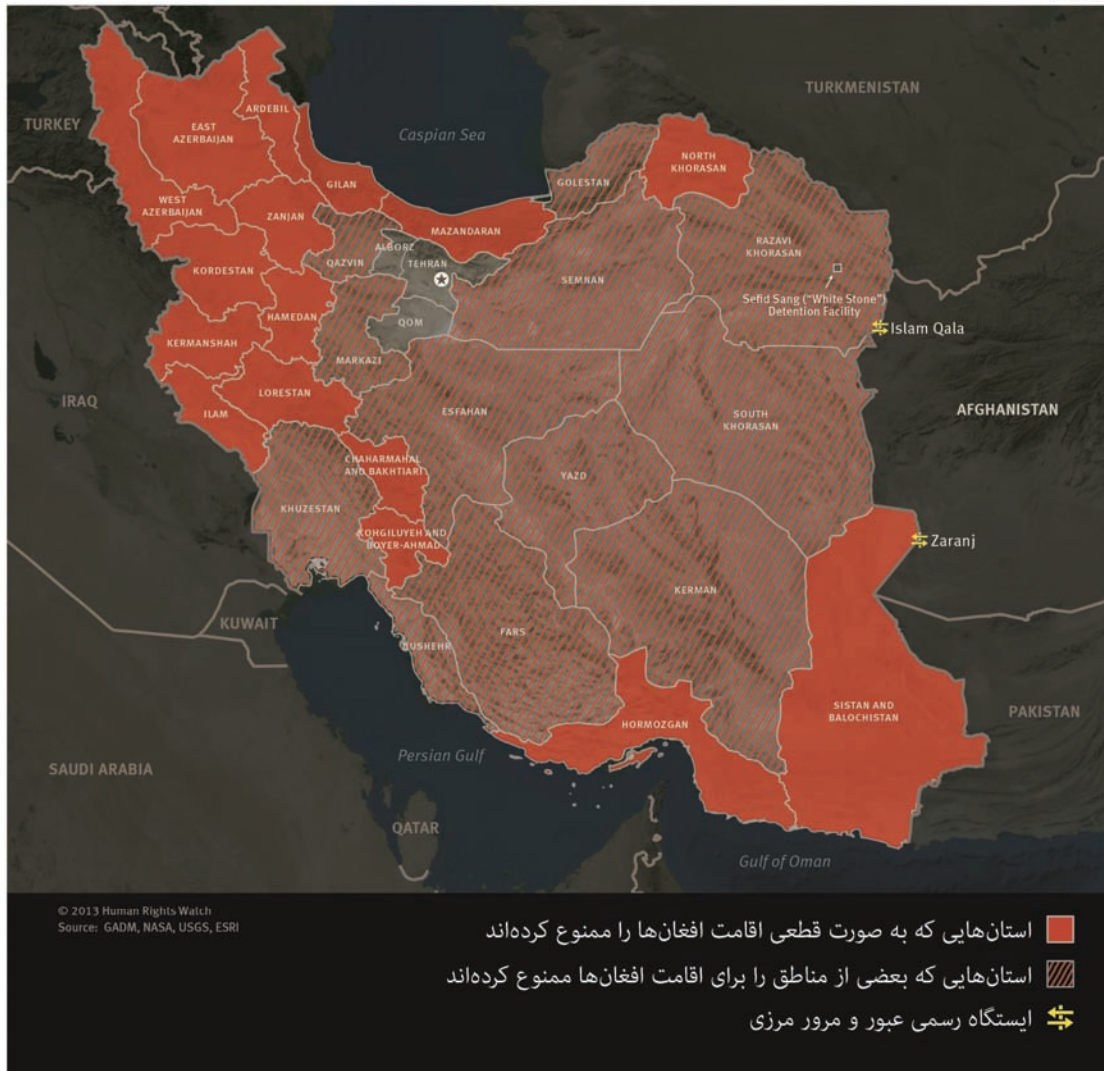 TURKMENISTAN
TURKEY
ARDEBIL
EAST
AZERBAIJAN
Caspian Sea
NORTH
KHORASAN
GOLESTAN
GILAN
WEST
AZERBAIJAN
ZANJAN
MAZANDARAN
ALBORZ
RAZAVI
KHORASAN
QAZVIN
TEHRAN
KORDESTAN
SEMNAN
Sefid Sang ("White Stone")
Detention Facility
HAMEDAN
QOM
Islam Qala
KERMANSHAH
MARKAZI
LORESTAN
IRAQ
ILAM
ESFAHAN
AFGHANISTAN
SOUTH
KHORASAN
CHAHARMAHAL
AND BAKHTIARI
YAZD
KHUZESTAN
KOHGILUYEH AND
BOYER-AHMAD
Zaranj
KERMAN
KUWAIT
FARS
BUSHEHR
SISTAN AND
BALOCHISTAN
PAKISTAN
HORMOZGAN
Persian Gulf
SAUDI ARABIA
QATAR
Gulf of Oman
© 2013 Human Rights Watch
Source: GADM, NASA, USGS, ESRI
استان‌هایی که به صورت قطعی اقامت افغان‌ها را ممنوع کرده‌اند
استان‌هایی که بعضی از مناطق را برای اقامت افغان‌ها ممنوع کرده‌اند
ایستگاه رسمی عبور و مرور مرزی